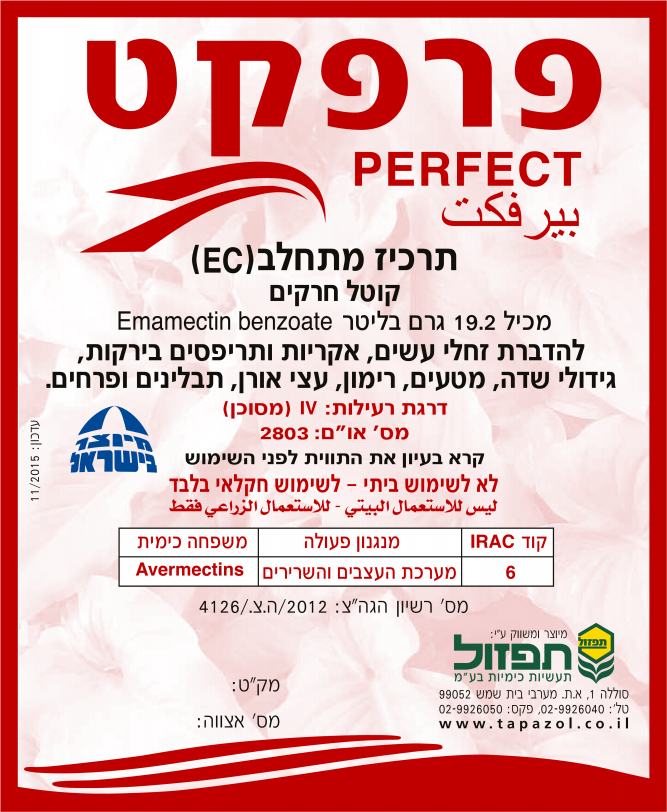 פרפקט
PERFECT
بيرفكت
תרכיז מתחלב(EC)
קוטל חרקים
מכיל 19.2 גרם בליטר Emamectin benzoate
להדברת זחלי עשים, אקריות ותריפסים בירקות,
גידולי שדה, מטעים, רימון, עצי אורן, תבלינים ופרחים.
דרגת רעילות: IV (מסוכן)
מס׳ או״ם: 2803
קרא בעיון את התווית לפני השימוש
לא לשימוש ביתי – לשימוש חקלאי בלבד
ليس للاستعمال البيتي - للاستعمال الزراعي فقط
מיוצר
בישראל
עדכון: 11/2015
קוד IRAC מנגנון פעולה משפחה כימית
6 מערכת העצבים והשרירים Avermectins
מס׳ רשיון הגה״צ: 2012/ה.צ./4126
מיוצר ומשווק ע״י:
תפזול
תפזול
תעשיות כימיות בע״מ
סוללה 1, א.ת. מערבי בית שמש 99052
טל׳: 02-9926040, פקס: 02-9926050
www.tapazol.co.il
מק״ט:
מס׳ אצווה: